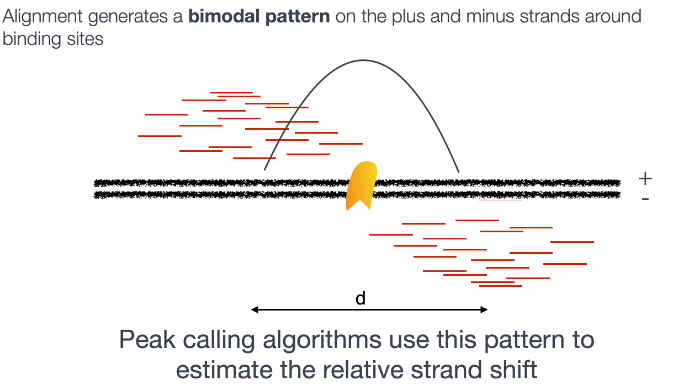 Alignment generates a bimodal pattern on the plus and minus strands around
binding sites
+
-
d
Peak calling algorithms use this pattern to
estimate the relative strand shift